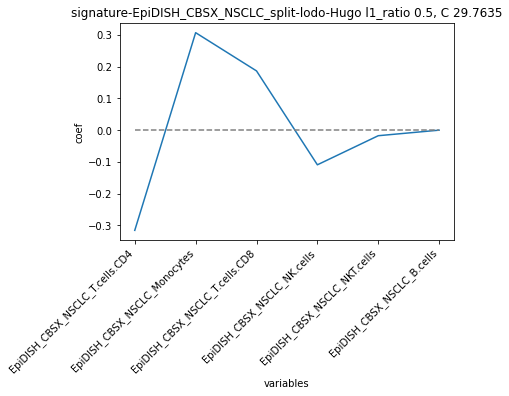 signature-EpiDISH_CBSX_NSCLC_split-lodo-Hugo l1_ratio 0.5, C 29.7635
0.3
0.2
0.1
0.0
−0.1
−0.2
−0.3
coef
EpiDISH_CBSX_NSCLC_T.cells.CD4
EpiDISH_CBSX_NSCLC_Monocytes
EpiDISH_CBSX_NSCLC_T.cells.CD8
EpiDISH_CBSX_NSCLC_NK.cells
EpiDISH_CBSX_NSCLC_NKT.cells
EpiDISH_CBSX_NSCLC_B.cells
variables